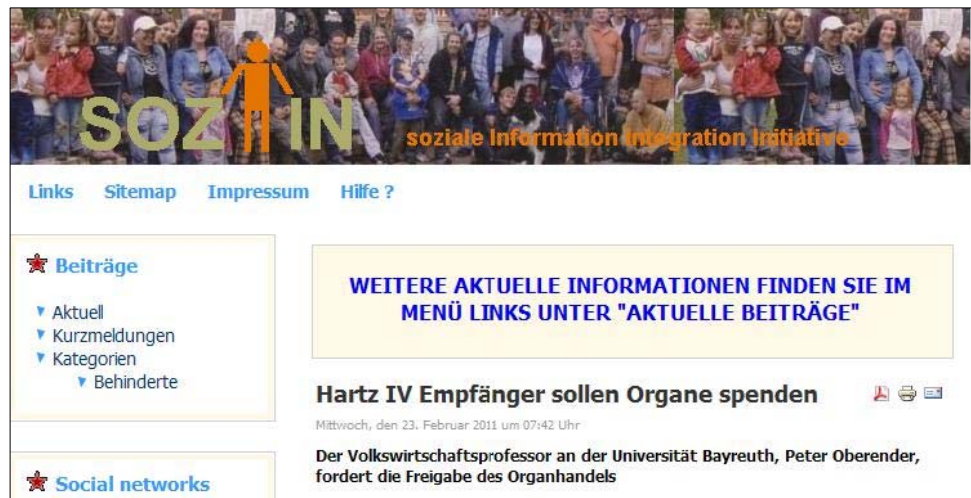 SOZIIN
soziale Information Integration Initiative
Links Sitemap Impressum Hilfe ?
Beiträge
Aktuell
Kurzmeldungen
Kategorien
Behinderte
Social networks
WEITERE AKTUELLE INFORMATIONEN FINDEN SIE IM
MENÜ LINKS UNTER "AKTUELLE BEITRÄGE"
Hartz IV Empfänger sollen Organe spenden
Mittwoch, den 23. Februar 2011 um 07:42 Uhr
Der Volkswirtschaftsprofessor an der Universität Bayreuth, Peter Oberender,
fordert die Freigabe des Organhandels